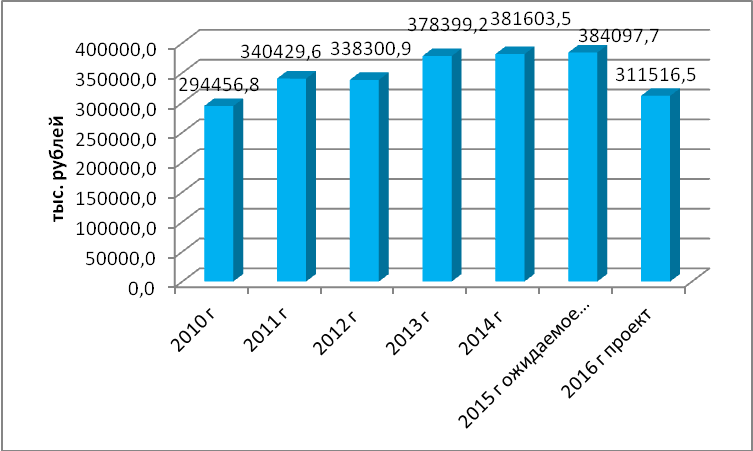 378399,2
381603,5
384097,7
340429,6
338300,9
294456,8
311516,5
400000,0
350000,0
300000,0
250000,0
200000,0
150000,0
100000,0
50000,0
0,0
тыс. рублей
2010 г
2011 г
2012 г
2013 г
2014 г
2015 г ожидаемое...
2016 г проект